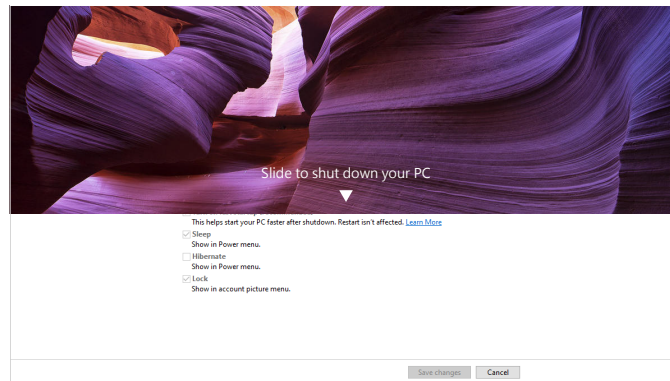 Slide to shut down your PC
This helps start your PC faster after shutdown. Restart isn't affected. Learn More
Sleep
Show in Power menu.
Hibernate
Show in Power menu.
Lock
Show in account picture menu.
Save changes Cancel